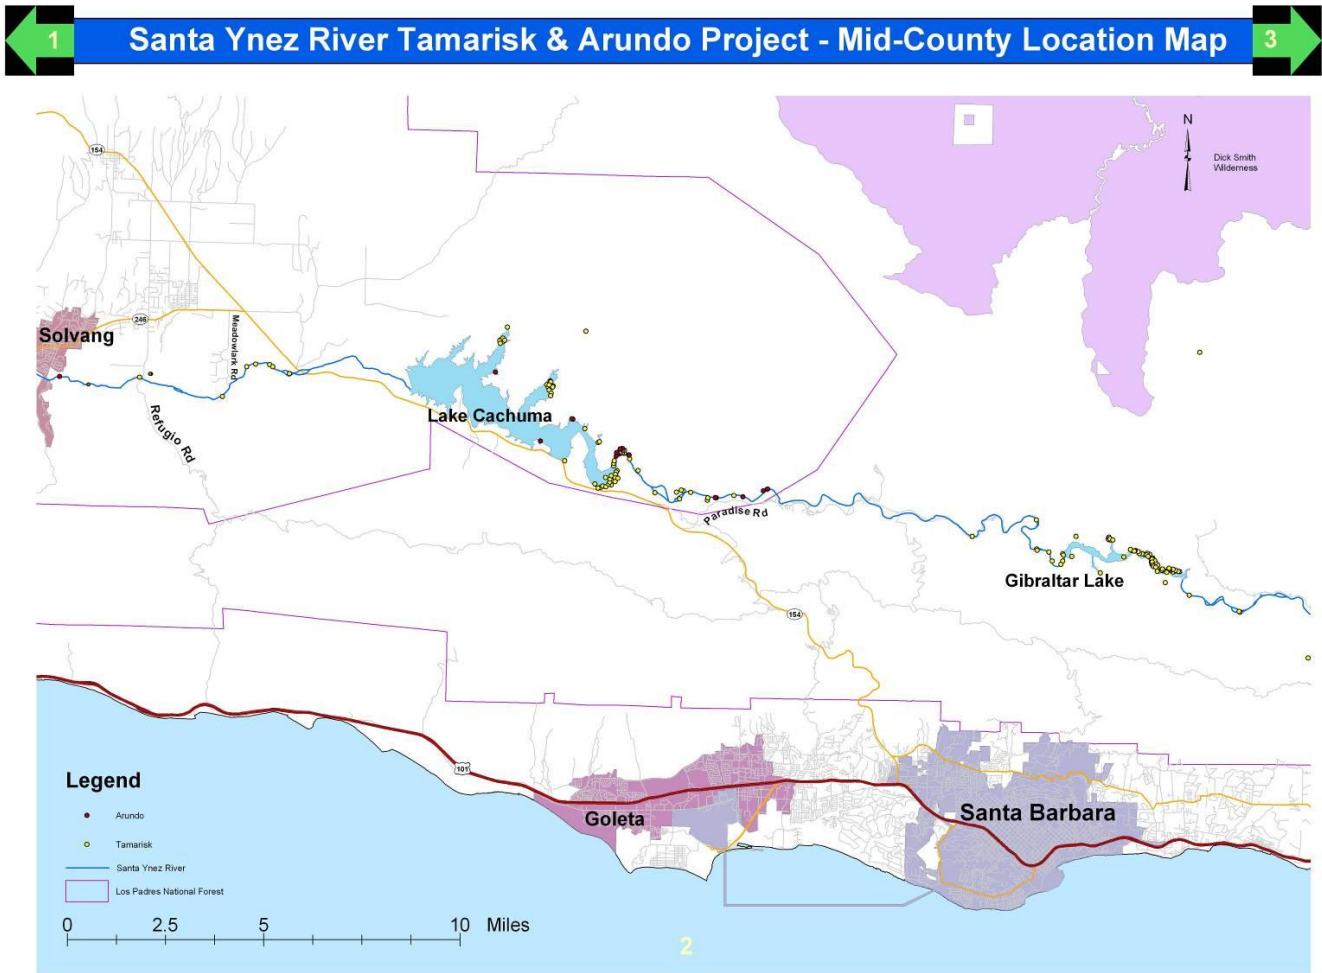 1
Santa Ynez River Tamarisk & Arundo Project - Mid-County Location Map
3
N
Dick Smith
Wilderness
154
246
Solvang
Meadowlark Rd
Refugio Rd
Lake Cachuma
Paradise Rd
Gibraltar Lake
154
101
Goleta
Santa Barbara
Legend
Arundo
Tamarisk
Santa Ynez River
Los Padres National Forest
0 2.5 5 10 Miles
2